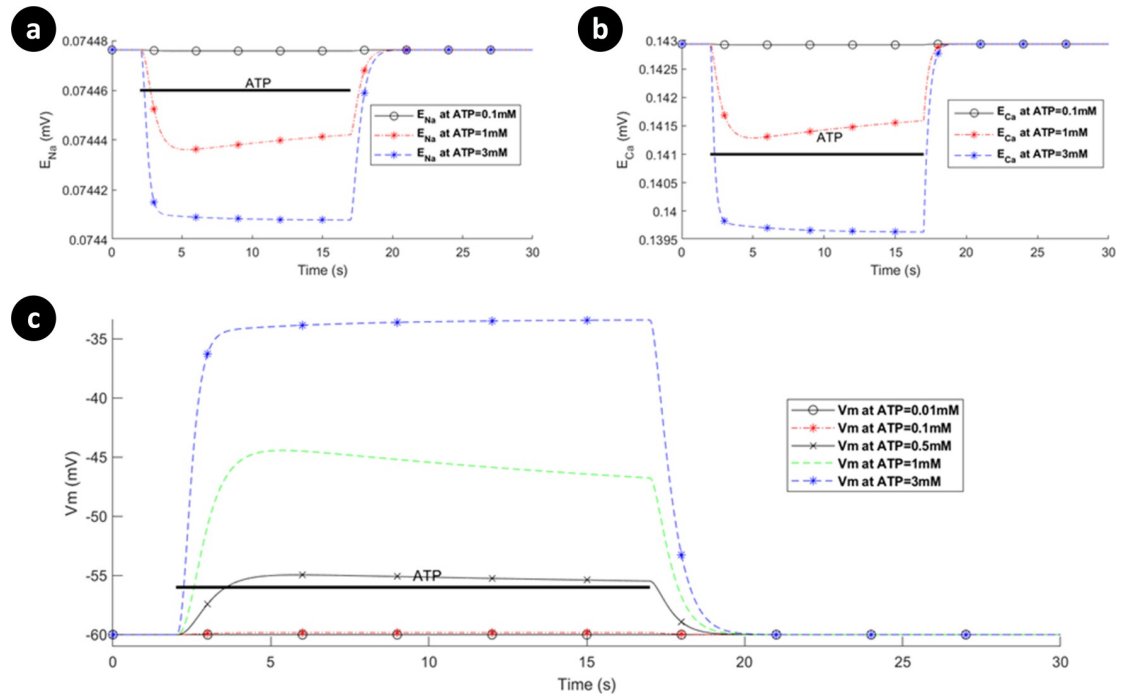 a
0.07448
0.07446
0.07444
0.07442
0.0744
E_Na (mV)
ATP
E_Na at ATP=0.1mM
E_Na at ATP=1mM
E_Na at ATP=3mM
0 5 10 15 20 25 30
Time (s)
b
0.143
0.1425
0.142
0.1415
0.141
0.1405
0.14
0.1395
E_Ca (mV)
ATP
E_Ca at ATP=0.1mM
E_Ca at ATP=1mM
E_Ca at ATP=3mM
0 5 10 15 20 25 30
Time (s)
c
-35
-40
-45
-50
-55
-60
Vm (mV)
ATP
Vm at ATP=0.01mM
Vm at ATP=0.1mM
Vm at ATP=0.5mM
Vm at ATP=1mM
Vm at ATP=3mM
0 5 10 15 20 25 30
Time (s)